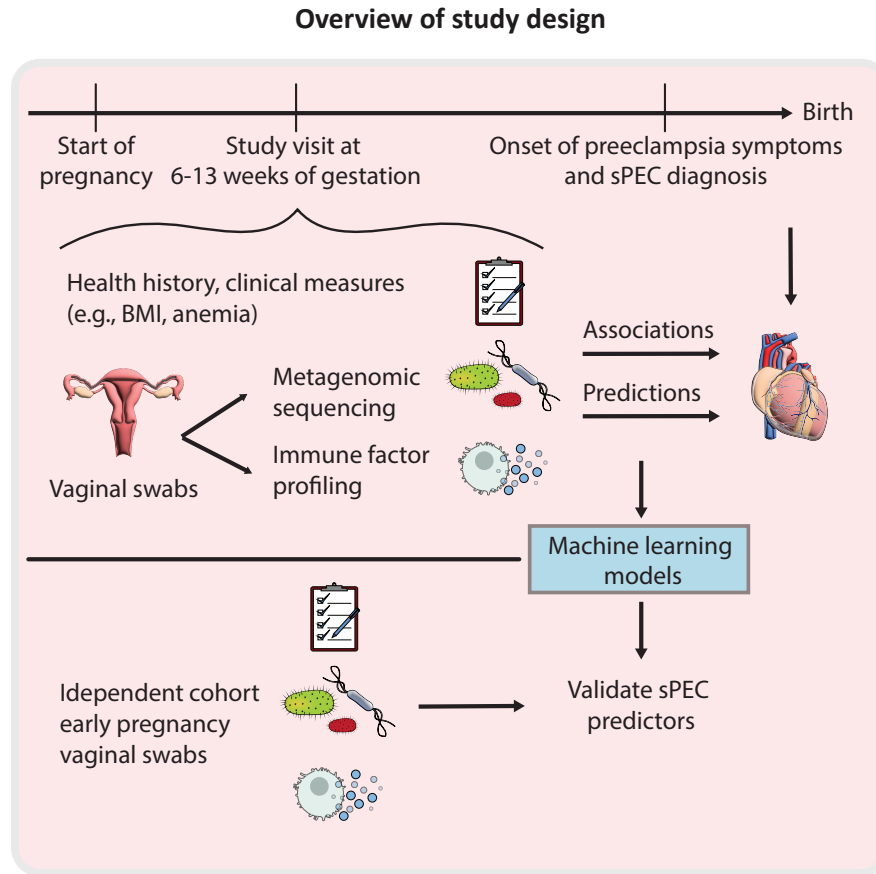 Overview of study design
Birth
Start of
pregnancy
Study visit at
6-13 weeks of gestation
Onset of preeclampsia symptoms
and sPEC diagnosis
Health history, clinical measures
(e.g., BMI, anemia)
Associations
Metagenomic
sequencing
Predictions
Immune factor
profiling
Vaginal swabs
Machine learning
models
Idependent cohort
early pregnancy
vaginal swabs
Validate sPEC
predictors